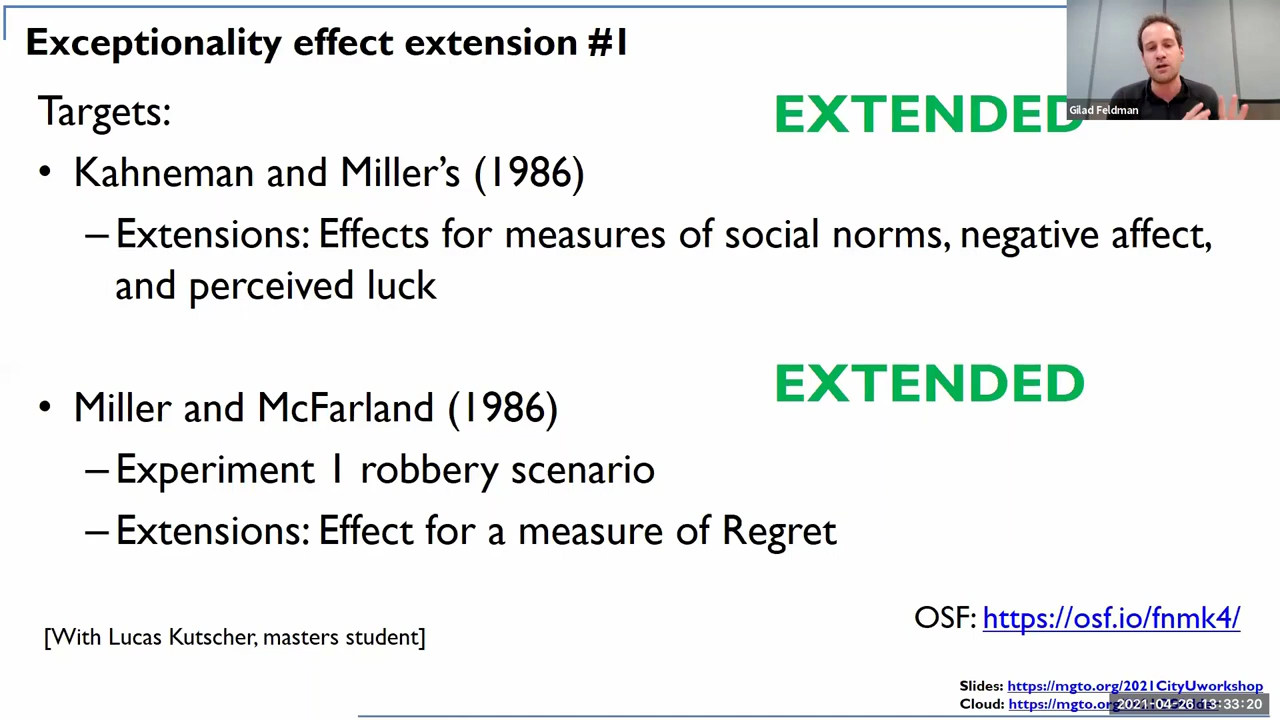 Exceptionality effect extension #1
Gilad Feldman
Targets:
EXTENDED
• Kahneman and Miller's (1986)
– Extensions: Effects for measures of social norms, negative affect,
and perceived luck
EXTENDED
• Miller and McFarland (1986)
– Experiment 1 robbery scenario
– Extensions: Effect for a measure of Regret
OSF: https://osf.io/fnmk4/
[With Lucas Kutscher, masters student]
Slides: https://mgto.org/2021CityUworkshop
Cloud: https://mgto.org/
2021-04-26 13:33:20